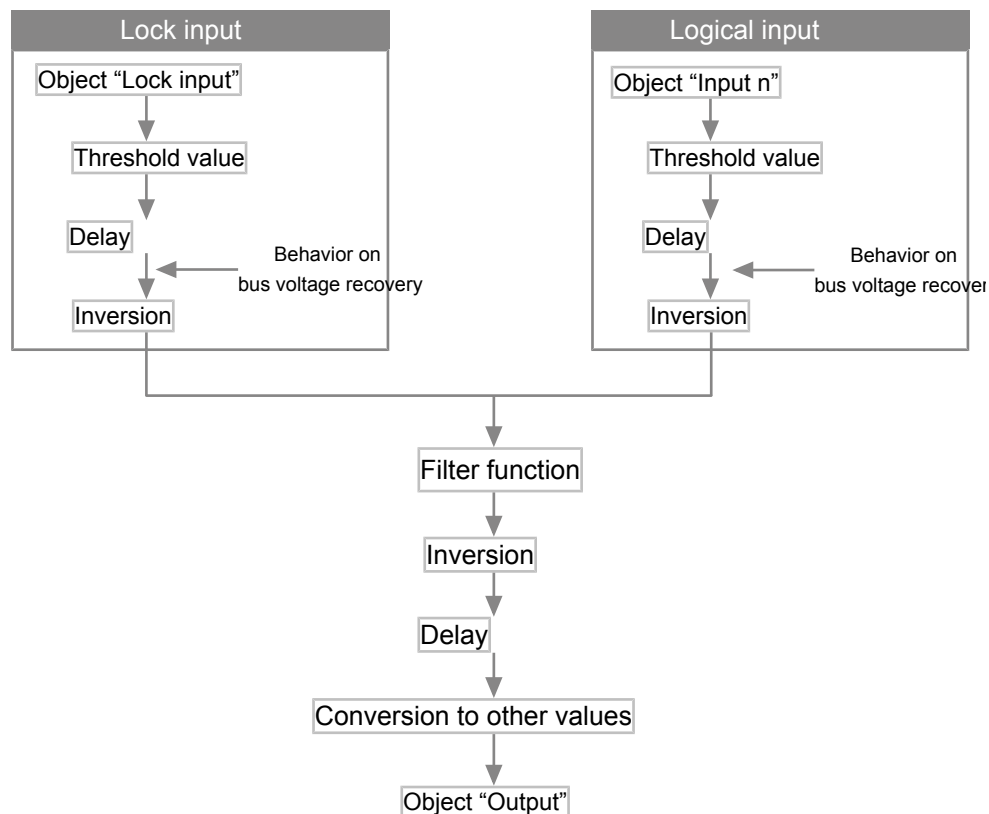 Lock input
Object “Lock input”
Threshold value
Delay
Behavior on
bus voltage recovery
Inversion
Logical input
Object “Input n”
Threshold value
Delay
Behavior on
bus voltage recover
Inversion
Filter function
Inversion
Delay
Conversion to other values
Object “Output”